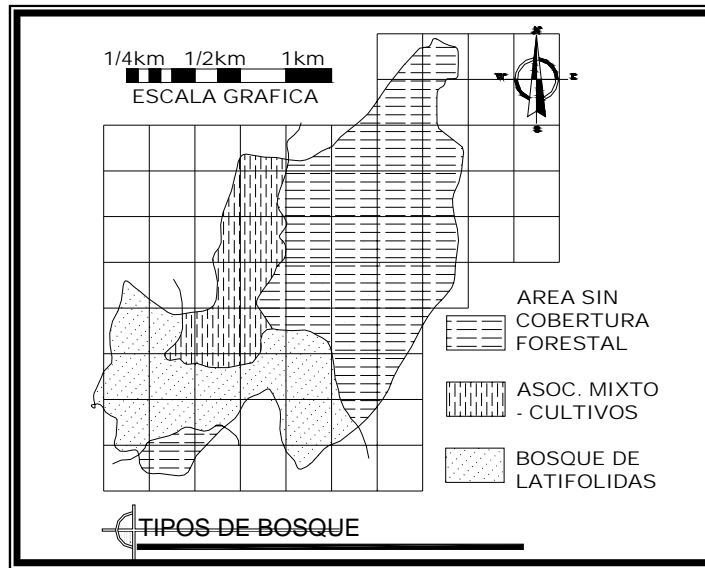 1/4km 1/2km 1km
ESCALA GRAFICA
AREA SIN
COBERTURA
FORESTAL
ASOC. MIXTO
- CULTIVOS
BOSQUE DE
LATIFOLIDAS
TIPOS DE BOSQUE